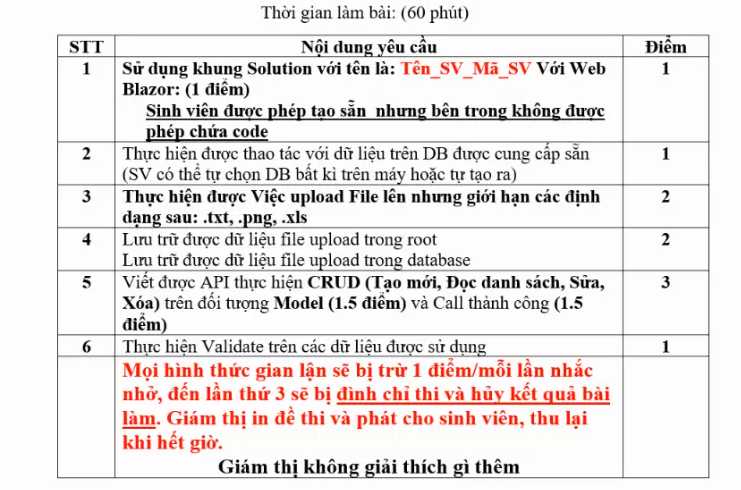 Thời gian làm bài: (60 phút)
STT Nội dung yêu cầu Điểm
1 Sử dụng khung Solution với tên là: Tên_SV_Mã_SV Với Web 1
Blazor: (1 điểm)
Sinh viên được phép tạo sẵn nhưng bên trong không được
phép chứa code
2 Thực hiện được thao tác với dữ liệu trên DB được cung cấp sẵn 1
(SV có thể tự chọn DB bất kì trên máy hoặc tự tạo ra)
3 Thực hiện được Việc upload File lên nhưng giới hạn các định 2
dạng sau: .txt, .png, .xls
4 Lưu trữ được dữ liệu file upload trong root 2
Lưu trữ được dữ liệu file upload trong database
5 Viết được API thực hiện CRUD (Tạo mới, Đọc danh sách, Sửa, 3
Xóa) trên đối tượng Model (1.5 điểm) và Call thành công (1.5
điểm)
6 Thực hiện Validate trên các dữ liệu được sử dụng 1
Mọi hình thức gian lận sẽ bị trừ 1 điểm/mỗi lần nhắc
nhở, đến lần thứ 3 sẽ bị đình chỉ thi và hủy kết quả bài
làm. Giám thị in đề thi và phát cho sinh viên, thu lại
khi hết giờ.
Giám thị không giải thích gì thêm